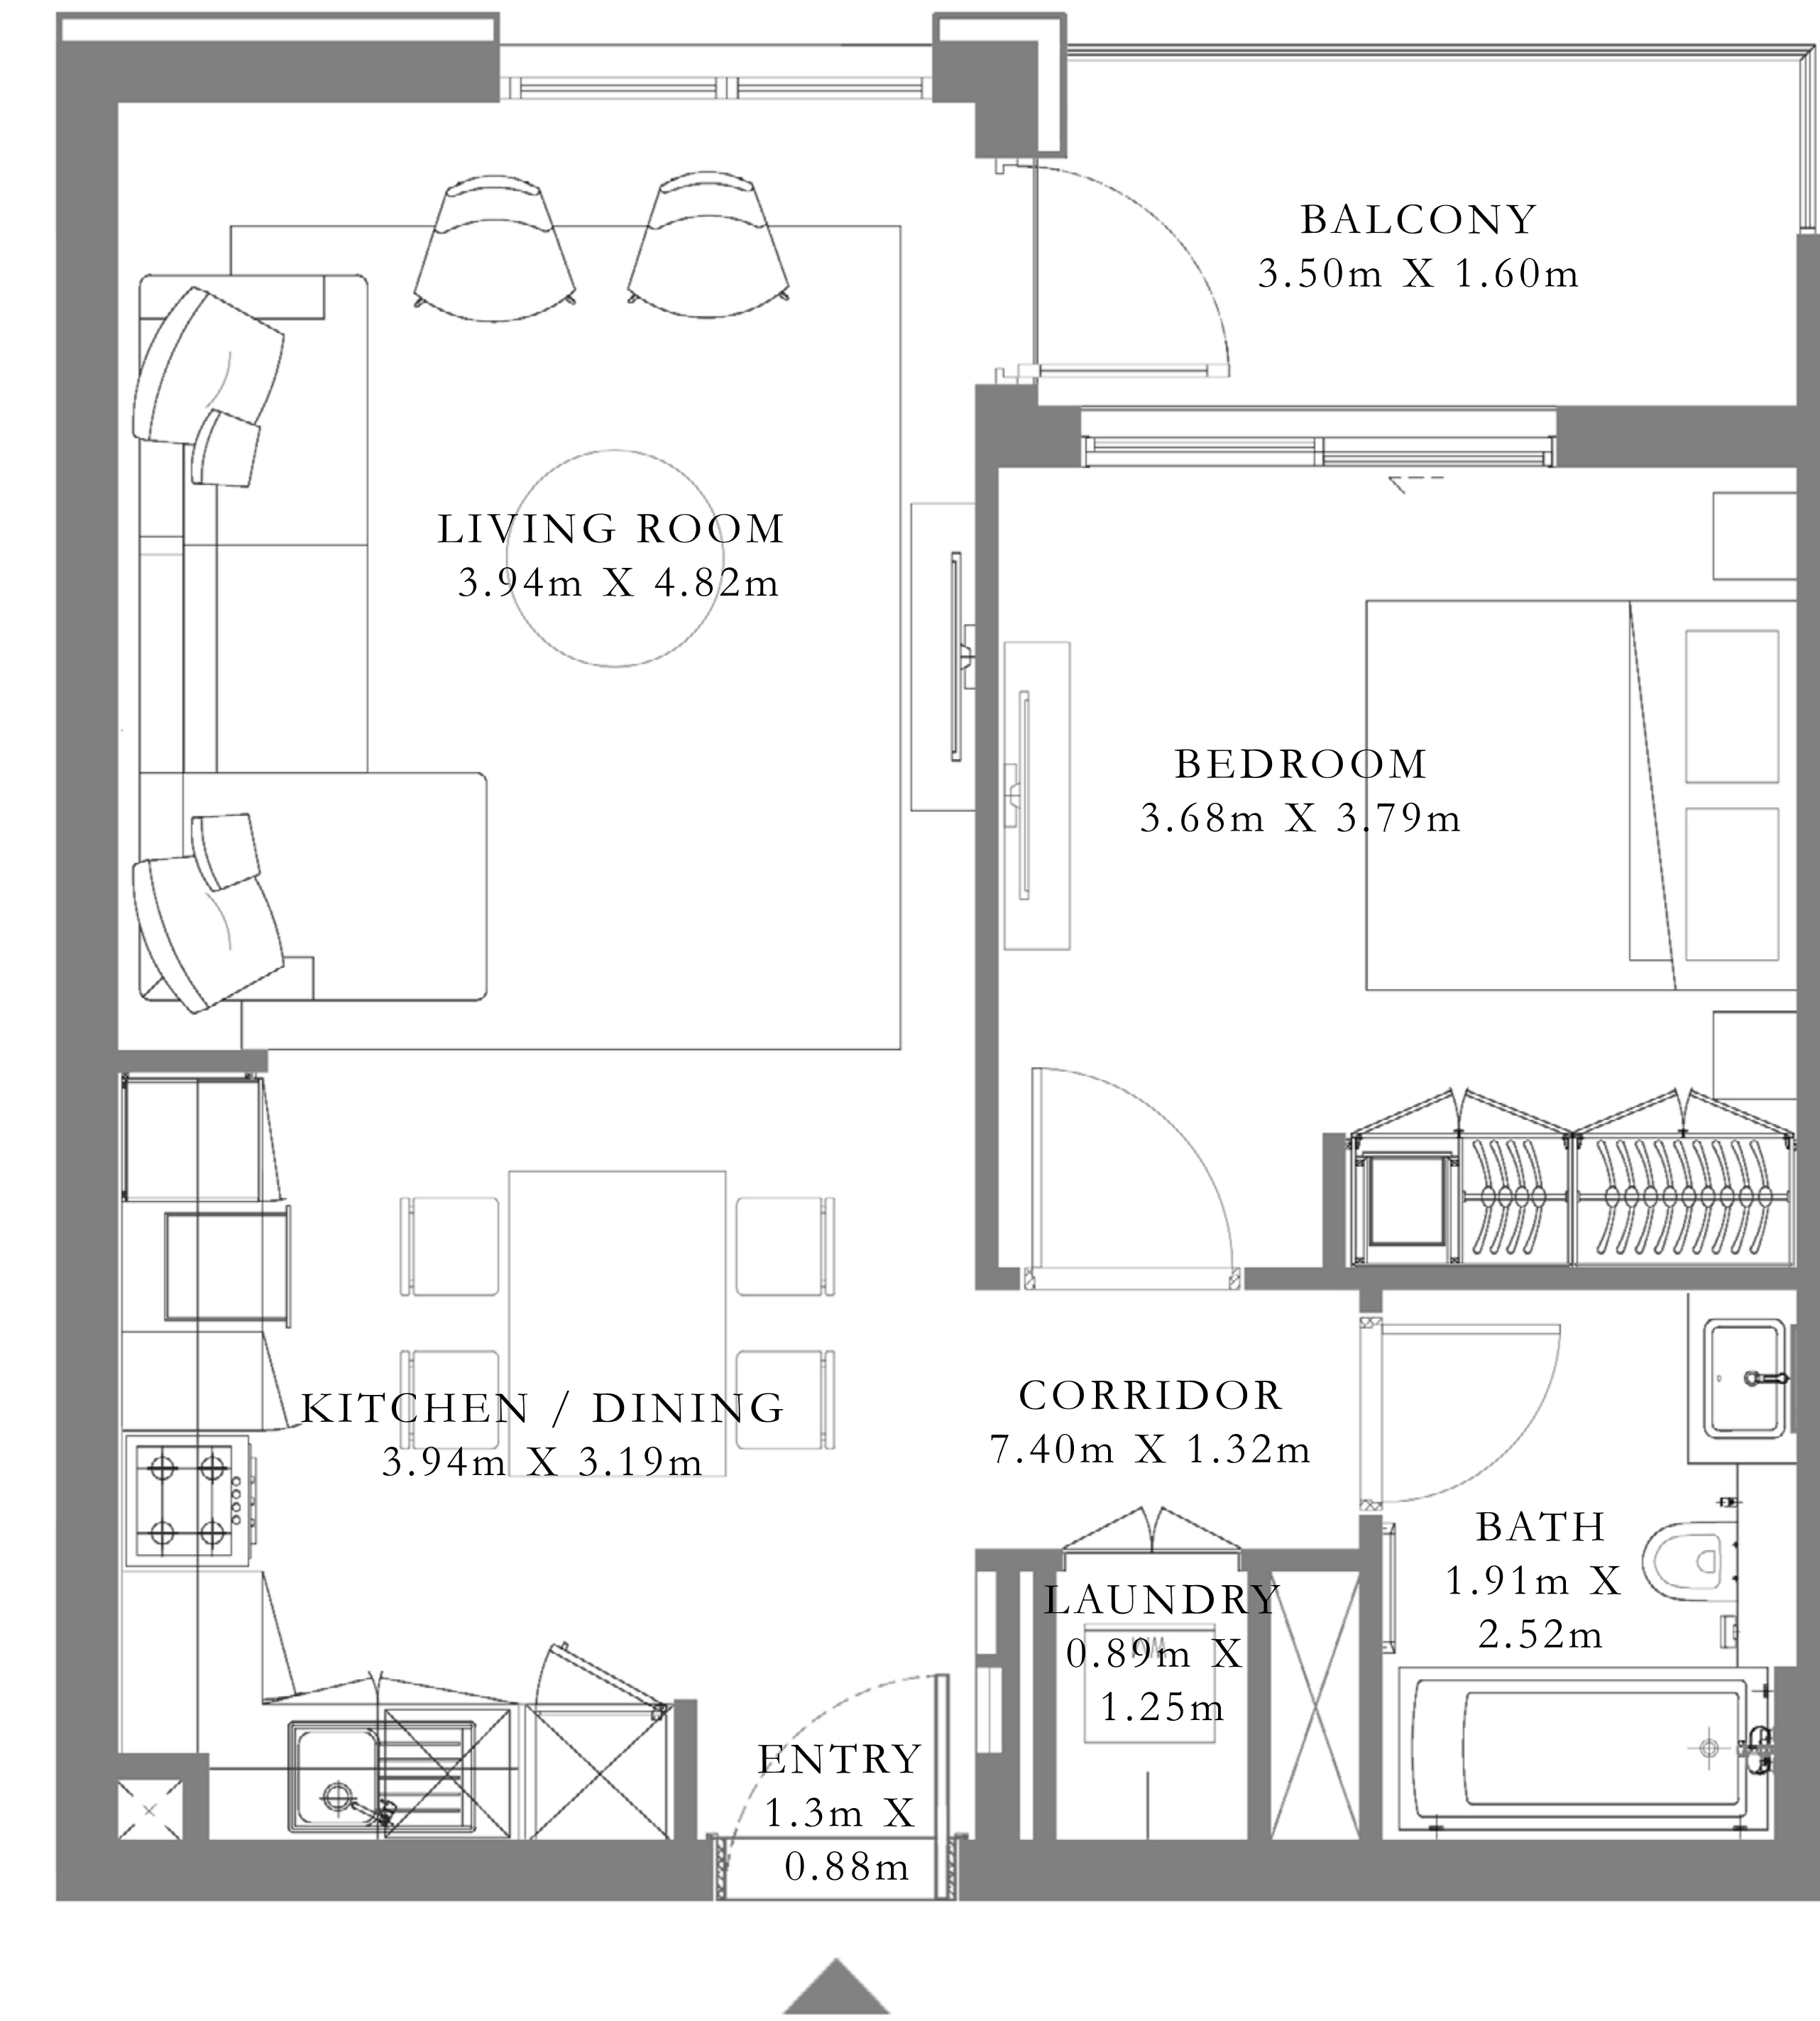 BALCONY
3.50m X 1.60m
LIVING ROOM
3.94m X 4.82m
BEDROOM
3.68m X 3.79m
KITCHEN / DINING
3.94m X 3.19m
CORRIDOR
7.40m X 1.32m
BATH
1.91m X
2.52m
LAUNDRY
0.89m X
1.25m
WM
ENTRY
1.3m X
0.88m